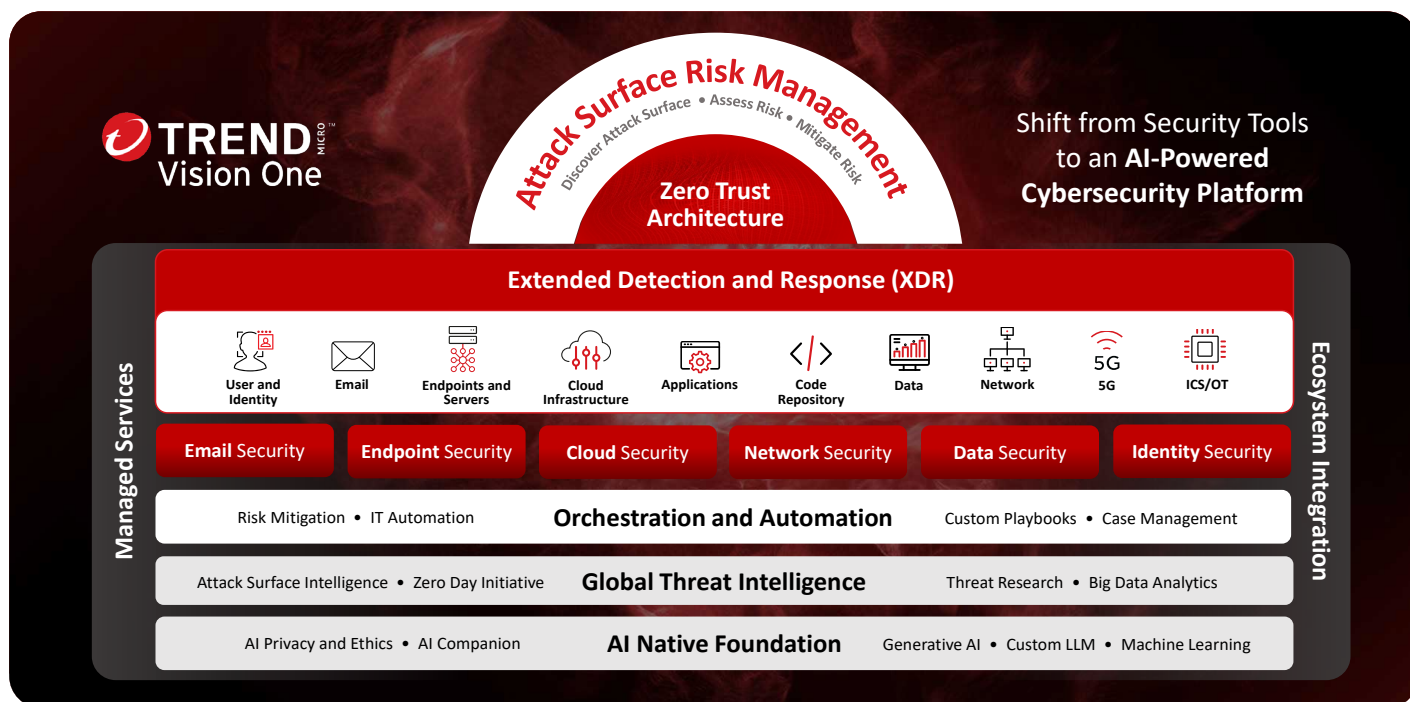 TREND MICRO™
Vision One
Attack Surface Risk Management
Discover Attack Surface • Assess Risk • Mitigate Risk
Zero Trust
Architecture
Shift from Security Tools
to an AI-Powered
Cybersecurity Platform
Managed Services
Extended Detection and Response (XDR)
User and
Identity
Email
Endpoints and
Servers
Cloud
Infrastructure
Applications
Code
Repository
Data
Network
5G
5G
ICS/OT
Email Security
Endpoint Security
Cloud Security
Network Security
Data Security
Identity Security
Risk Mitigation • IT Automation
Orchestration and Automation
Custom Playbooks • Case Management
Attack Surface Intelligence • Zero Day Initiative
Global Threat Intelligence
Threat Research • Big Data Analytics
AI Privacy and Ethics • AI Companion
AI Native Foundation
Generative AI • Custom LLM • Machine Learning
Ecosystem Integration